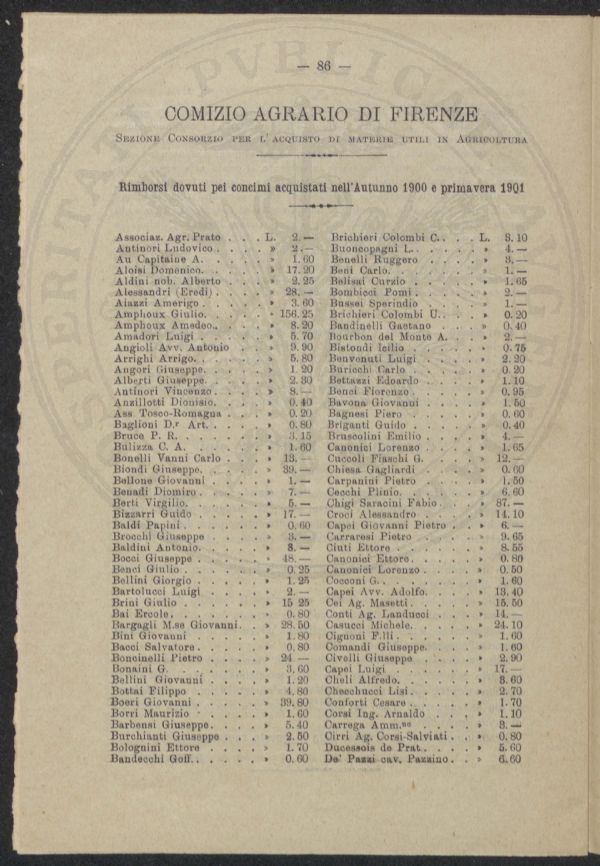 — 86 —
COMIZIO AGRARIO DI FIRENZE
SEZIONE CONSORZIO PER L'ACQUISTO DI MATERIE UTILI IN AGRICOLTURA
Rimborsi dovuti pei concimi acquistati nell'Autunno 1900 e primavera 1901
Associaz. Agr. Prato . . . L. 2. —
Antinori Ludovico . . . . » 2. —
Au Capitaine A. . . . . » 1. 60
Aloisi Domenico. . . . . » 17. 20
Aldini nob. Alberto . . . . » 2. 25
Alessandri (Eredi) . . . . » 28. —
Aiazzi Amerigo . . . . . » 3. 60
Amphoux Giulio. . . . . » 156. 25
Amphoux Amedeo.. . . . » 8. 20
Amadori Luigi . . . . . » 5. 70
Angioli Avv. Antonio . . . » 9. 90
Arrighi Arrigo. . . . . » 5. 80
Angori Giuseppe. . . . . » 1. 20
Alberti Giuseppe. . . . . » 2. 30
Antinori Vincenzo. . . . » 8. —
Anzillotti Dionisio. . . . » 0. 40
Ass. Tosco-Romagna . . . » 0. 20
Baglioni D.r Art. . . . . » 0. 80
Bruce P. R. . . . . . » 3. 15
Bulizza C. A. . . . . . » 1. 60
Bonelli Vanni Carlo . . . » 13. —
Biondi Giuseppe. . . . . » 39. —
Bellone Giovanni . . . . » 1. —
Benadi Diomiro. . . . . » 7. —
Berti Virgilio. . . . . » 5. —
Bizzarri Guido . . . . . » 17. —
Baldi Papini . . . . . » 0. 60
Brocchi Giuseppe . . . . » 3. —
Baldini Antonio. . . . . » 8. —
Bocci Giuseppe . . . . . » 48. —
Benci Giulio . . . . . » 0. 25
Bellini Giorgio . . . . . » 1. 25
Bartolucci Luigi . . . . » 2. —
Brini Giulio . . . . . » 15 25
Bai Ercole. . . . . . » 0. 80
Bargagli M.se Giovanni. . . » 28. 50
Bini Giovanni . . . . . » 1. 80
Bacci Salvatore. . . . . » 0. 80
Boncinelli Pietro . . . . » 24 —
Bonaini G. . . . . . » 3. 60
Bellini Giovanni . . . . » 1. 20
Bottai Filippo . . . . . » 4. 80
Boeri Giovanni . . . . . » 39. 80
Borri Maurizio . . . . . » 1. 60
Barbensi Giuseppe. . . . » 5. 40
Burchianti Giuseppe . . . » 2. 50
Bolognini Ettore . . . . » 1. 70
Bandecchi Goff. . . . . . » 0. 60
Brichieri Colombi C. . . . L. 8. 10
Buoncopagni L. . . . . » 4. —
Benelli Ruggero . . . . » 3. —
Beni Carlo. . . . . . » 1. —
Belisai Curzio . . . . . » 1. 65
Bombicci Pomi . . . . . » 2. —
Bussei Sperindio . . . . » 1. —
Brichieri Colombi U. . . . » 0. 20
Bandinelli Gaetano . . . » 0. 40
Bourbon del Monte A. . . . » 2. —
Bistondi Icilio . . . . . » 0. 75
Benvenuti Luigi . . . . » 2. 20
Buricchi Carlo . . . . . » 0. 20
Bettazzi Edoardo . . . . » 1. 10
Benci Fiorenzo . . . . . » 0. 95
Bavona Giovanni . . . . » 1. 50
Bagnesi Piero . . . . . » 0. 60
Briganti Guido . . . . . » 0. 40
Bruscolini Emilio . . . . » 4. —
Canonici Lorenzo . . . . » 1. 65
Cuccoli Fiaschi G. . . . . » 12. —
Chiesa Gagliardi . . . . » 0. 60
Carpanini Pietro . . . . » 1. 50
Cecchi Plinio. . . . . » 6. 60
Chigi Saracini Fabio . . . » 87. —
Croci Alessandro . . . . » 14. 10
Capei Giovanni Pietro . . . » 6. —
Carraresi Pietro . . . . » 9. 65
Ciuti Ettore . . . . . » 8. 55
Canonici Ettore. . . . . » 0. 80
Canonici Lorenzo . . . . » 0. 50
Cocconi G. . . . . . » 1. 60
Capei Avv. Adolfo. . . . » 13. 40
Cei Ag. Masetti. . . . . » 15. 50
Conti Ag. Landucci . . . » 14. —
Casucci Michele. . . . . » 24. 10
Cignoni F.lli . . . . . » 1. 60
Comandi Giuseppe. . . . » 1. 60
Civelli Giuseppe . . . . » 2. 90
Capei Luigi . . . . . » 17. —
Cheli Alfredo. . . . . » 8. 60
Checchucci Lisi. . . . . » 2. 70
Conforti Cesare . . . . . » 1. 70
Corsi Ing. Arnaldo . . . » 1. 10
Carrega Amm.ne . . . . » 3. —
Cirri Ag. Corsi-Salviati . . . » 0. 80
Ducessois de Prat. . . . » 5. 60
De' Pazzi cav. Pazzino. . . » 6. 60